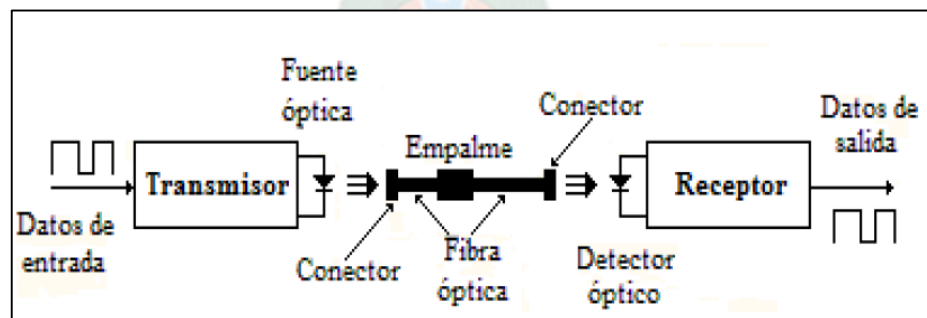 Fuente
óptica
Conector
Datos de
salida
Empalme
Transmisor
Receptor
Datos de
entrada
Conector
Fibra
óptica
Detector
óptico